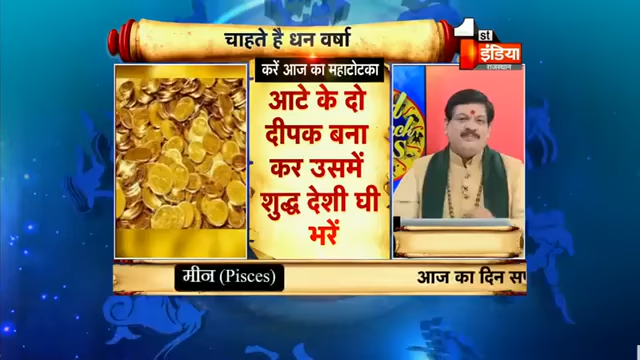 चाहते है धन वर्षा
1st
इंडिया
राजस्थान
करें आज का महाटोटका
आटे के दो
दीपक बना
कर उसमें
शुद्ध देशी घी
भरें
मीन (Pisces)
आज का दिन